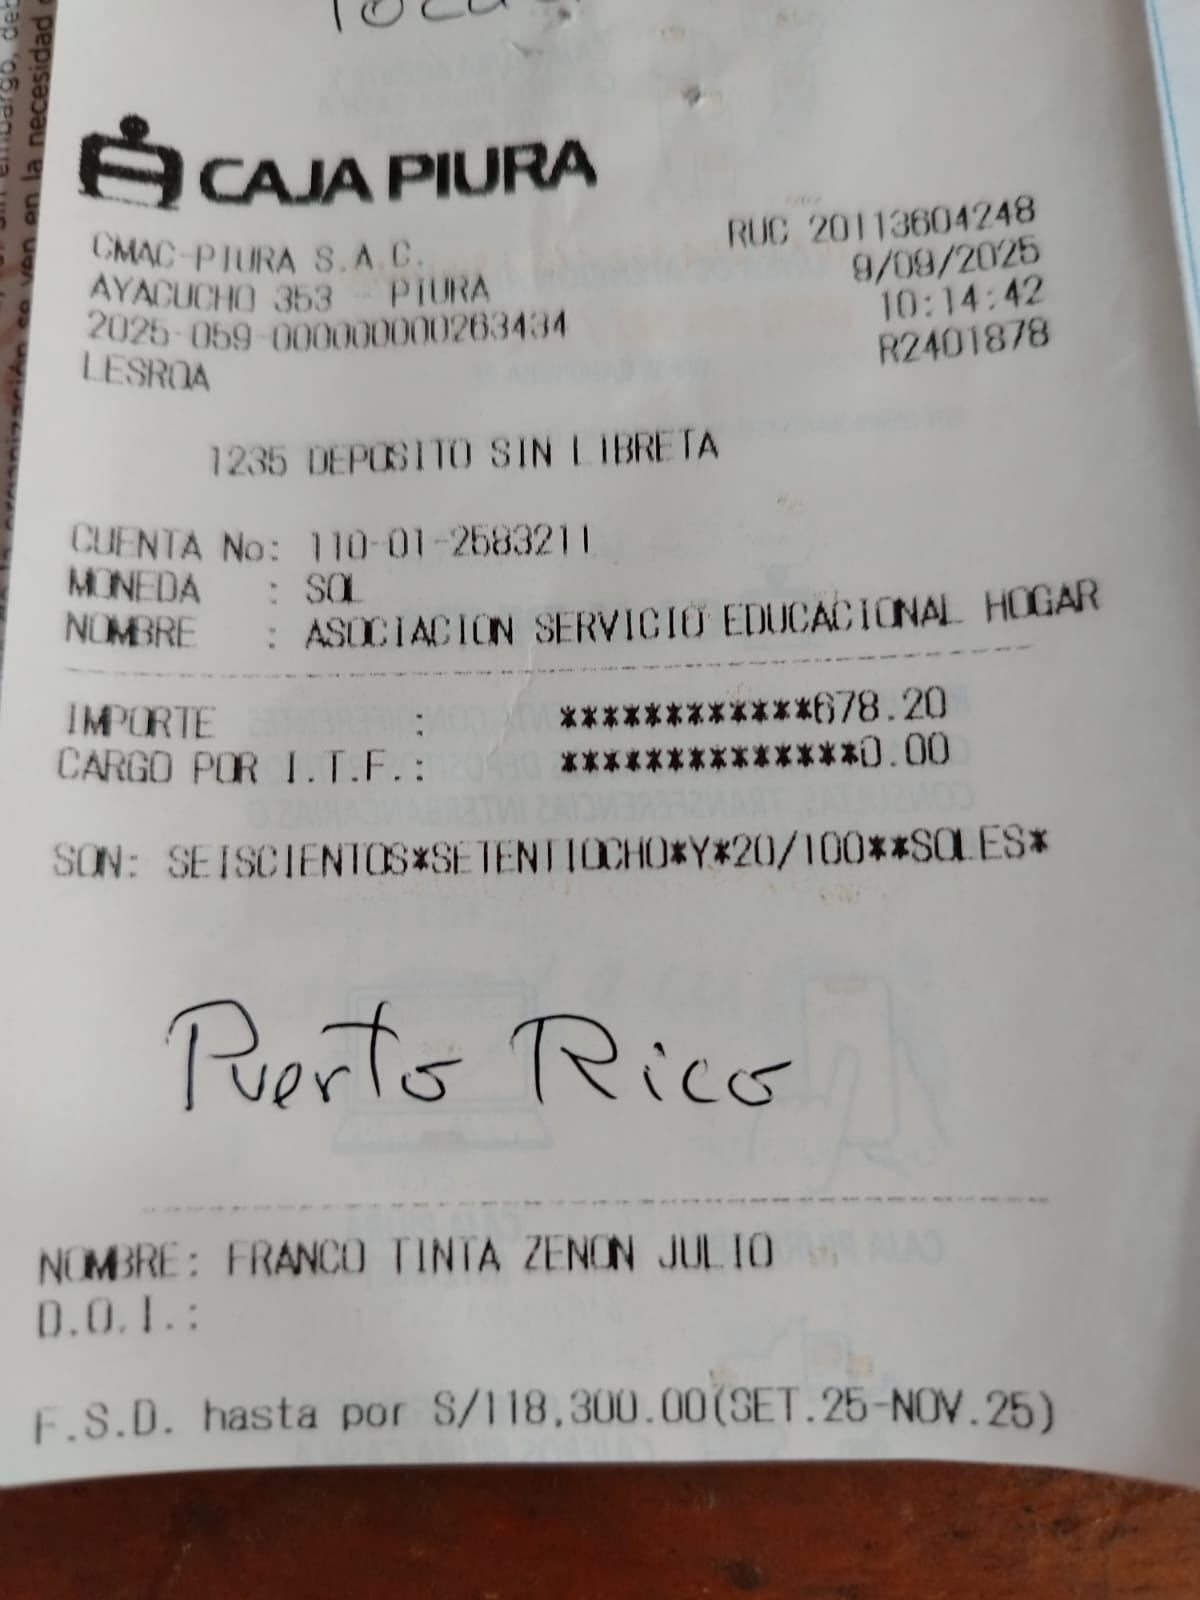 CAJA PIURA
CMAC-PIURA S.A.C. RUC 20113604248
AYACUCHO 353 - PIURA 9/09/2025
2025-059-000000000263434 10:14:42
LESROA R2401878
1235 DEPOSITO SIN LIBRETA
CUENTA No: 110-01-2583211
MONEDA : SOL
NOMBRE : ASOCIACION SERVICIO EDUCACIONAL HOGAR
IMPORTE : ************678.20
CARGO POR I.T.F.: **************0.00
SON: SEISCIENTOS*SETENTIOCHO*Y*20/100**SOLES*
Puerto Rico
NOMBRE: FRANCO TINTA ZENON JULIO
D.O.I.:
F.S.D. hasta por S/118,300.00(SET.25-NOV.25)